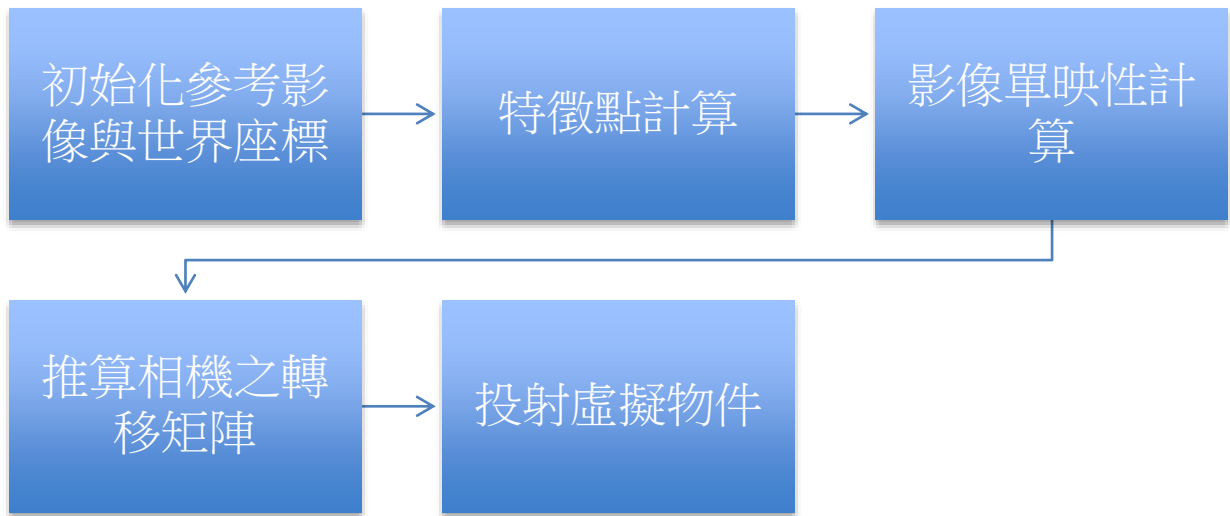 初始化參考影
像與世界座標
特徵點計算
影像單映性計
算
推算相機之轉
移矩陣
投射虛擬物件